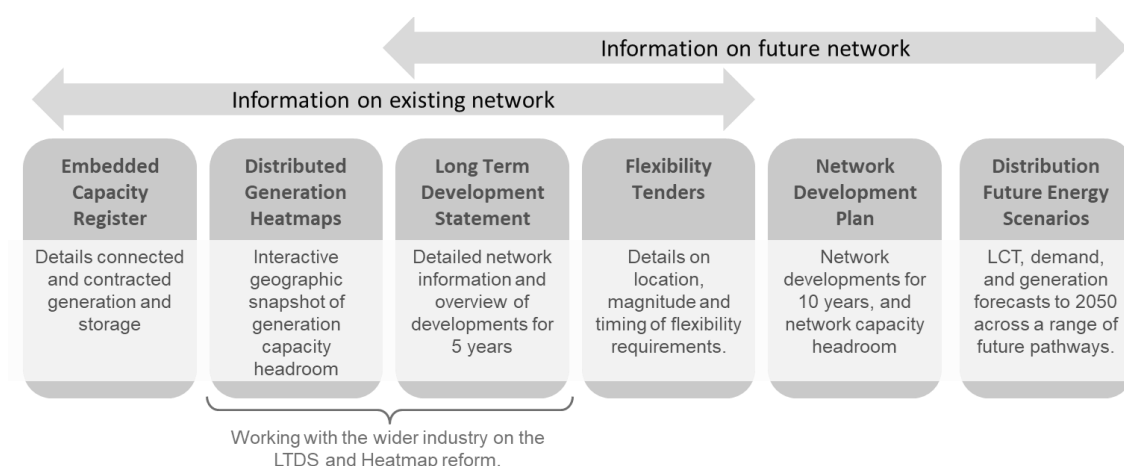 Information on future network
Information on existing network
Embedded
Capacity
Register
Details connected
and contracted
generation and
storage
Distributed
Generation
Heatmaps
Interactive
geographic
snapshot of
generation
capacity
headroom
Long Term
Development
Statement
Detailed network
information and
overview of
developments for
5 years
Flexibility
Tenders
Details on
location,
magnitude and
timing of flexibility
requirements.
Network
Development
Plan
Network
developments for
10 years, and
network capacity
headroom
Distribution
Future Energy
Scenarios
LCT, demand,
and generation
forecasts to 2050
across a range of
future pathways.
Working with the wider industry on the
LTDS and Heatmap reform.